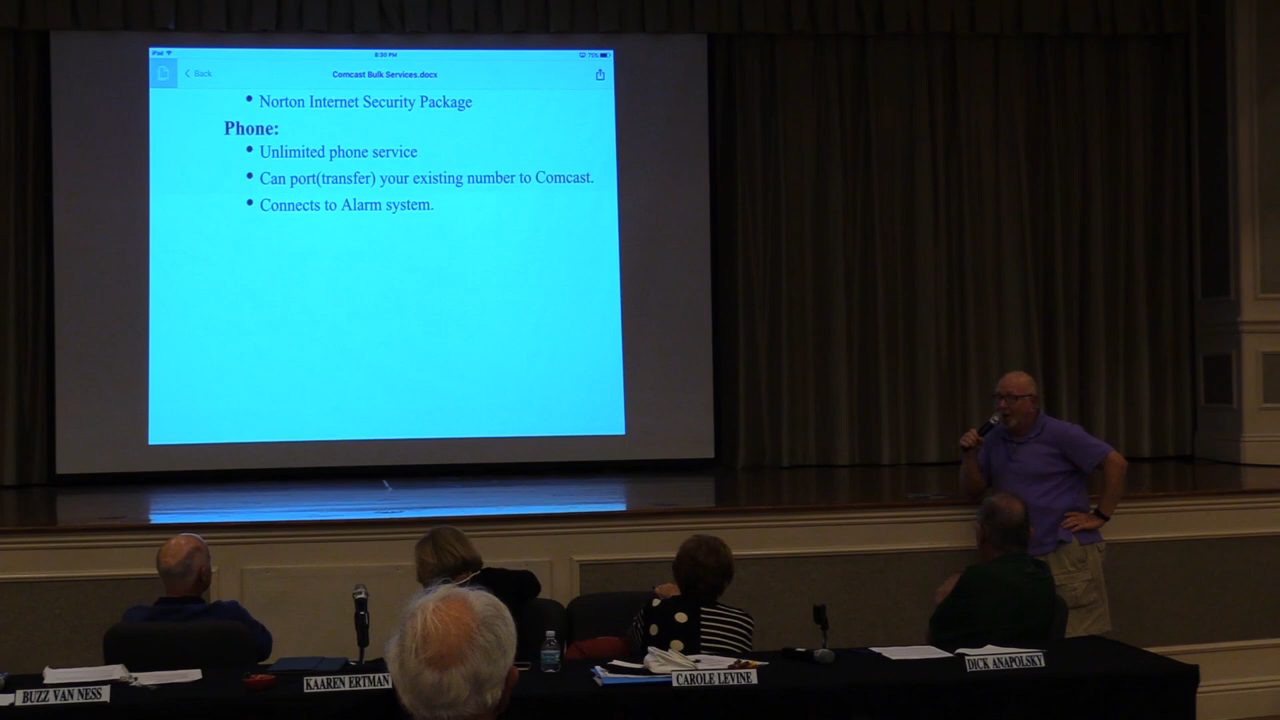 iPad
8:30 PM
75%
Back
Comcast Bulk Services.docx
• Norton Internet Security Package
Phone:
• Unlimited phone service
• Can port(transfer) your existing number to Comcast.
• Connects to Alarm system.
BUZZ VAN NESS
KAAREN ERTMAN
CAROLE LEVINE
DICK ANAPOLSKY